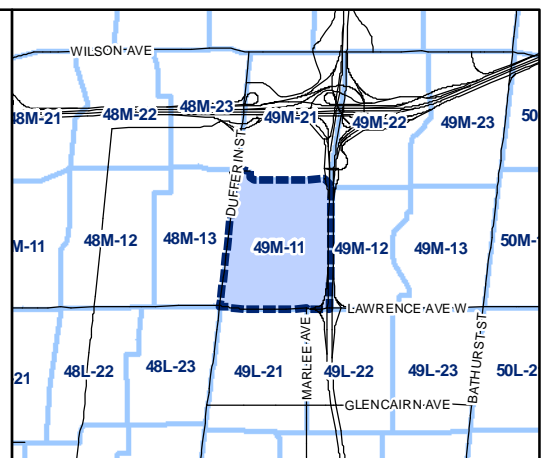 WILSON AVE
48M-21
48M-22
48M-23
49M-21
49M-22
49M-23
50
DUFFERIN ST
M-11
48M-12
48M-13
49M-11
49M-12
49M-13
50M-
LAWRENCE AVE W
21
48L-22
48L-23
49L-21
MARLEE AVE
49L-22
49L-23
BATHURST ST
50L-2
GLENCAIRN AVE